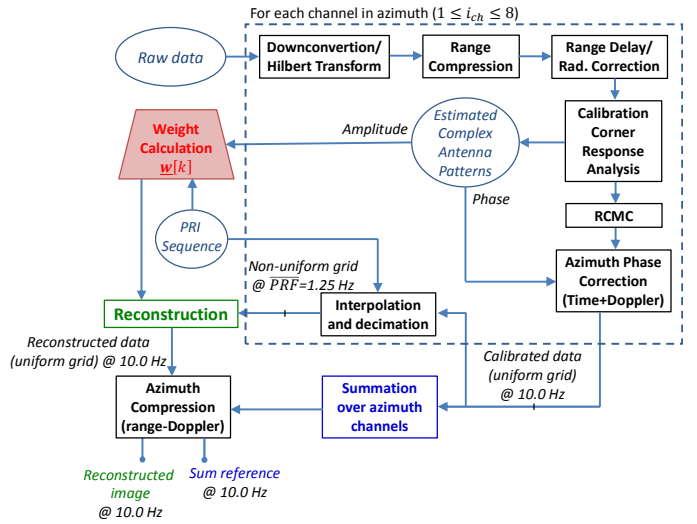 For each channel in azimuth (1 ≤ i_ch ≤ 8)
Raw data
Downconvertion/
Hilbert Transform
Range
Compression
Range Delay/
Rad. Correction
Weight
Calculation
w[k]
Amplitude
Estimated
Complex
Antenna
Patterns
Calibration
Corner
Response
Analysis
Phase
RCMC
PRI
Sequence
Azimuth Phase
Correction
(Time+Doppler)
Non-uniform grid
@ P̅R̅F̅=1.25 Hz
Reconstruction
Interpolation
and decimation
Reconstructed data
(uniform grid) @ 10.0 Hz
Calibrated data
(uniform grid)
@ 10.0 Hz
Azimuth
Compression
(range-Doppler)
Summation
over azimuth
channels
Reconstructed
image
@ 10.0 Hz
Sum reference
@ 10.0 Hz